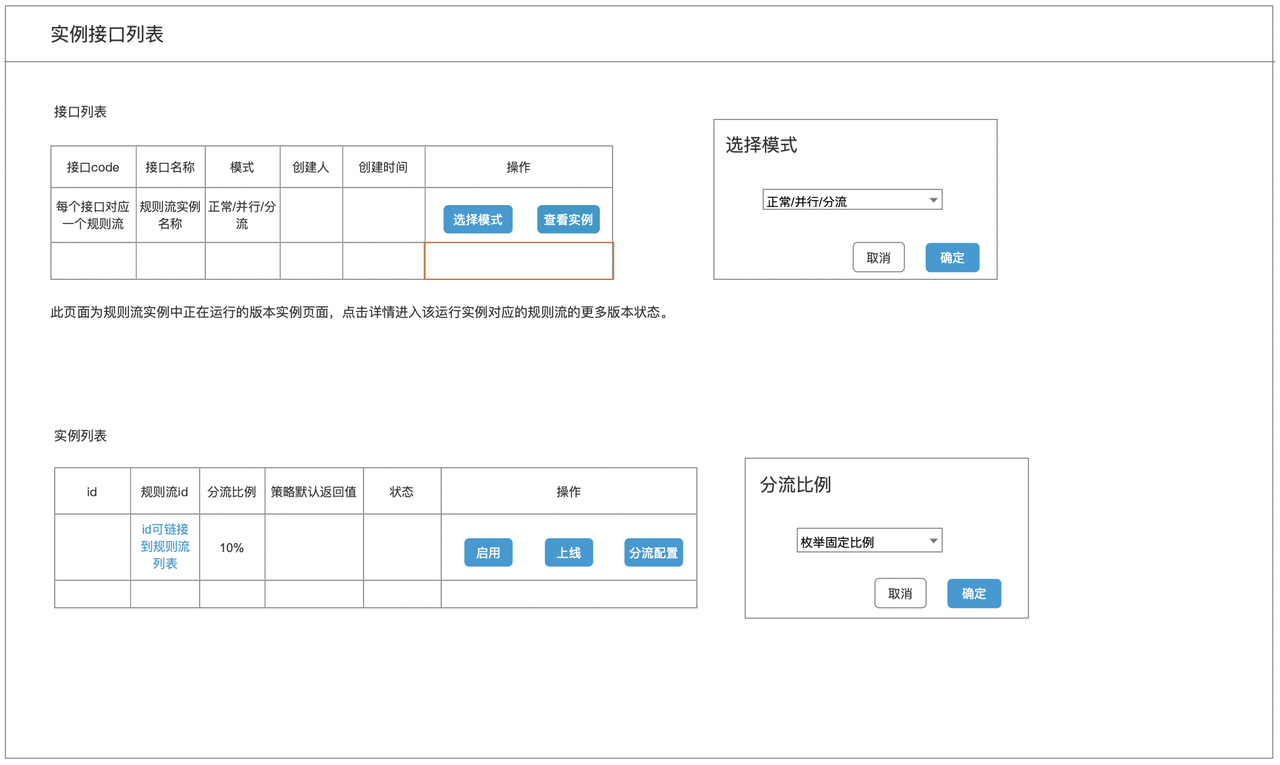 实例接口列表
接口列表
接口code 接口名称 模式 创建人 创建时间 操作
每个接口对应 规则流实例 正常/并行/分
一个规则流 名称 流
选择模式 查看实例
选择模式
正常/并行/分流
取消 确定
此页面为规则流实例中正在运行的版本实例页面，点击详情进入该运行实例对应的规则流的更多版本状态。
实例列表
id 规则流id 分流比例 策略默认返回值 状态 操作
id可链接
到规则流
列表
10%
启用 上线 分流配置
分流比例
枚举固定比例
取消 确定